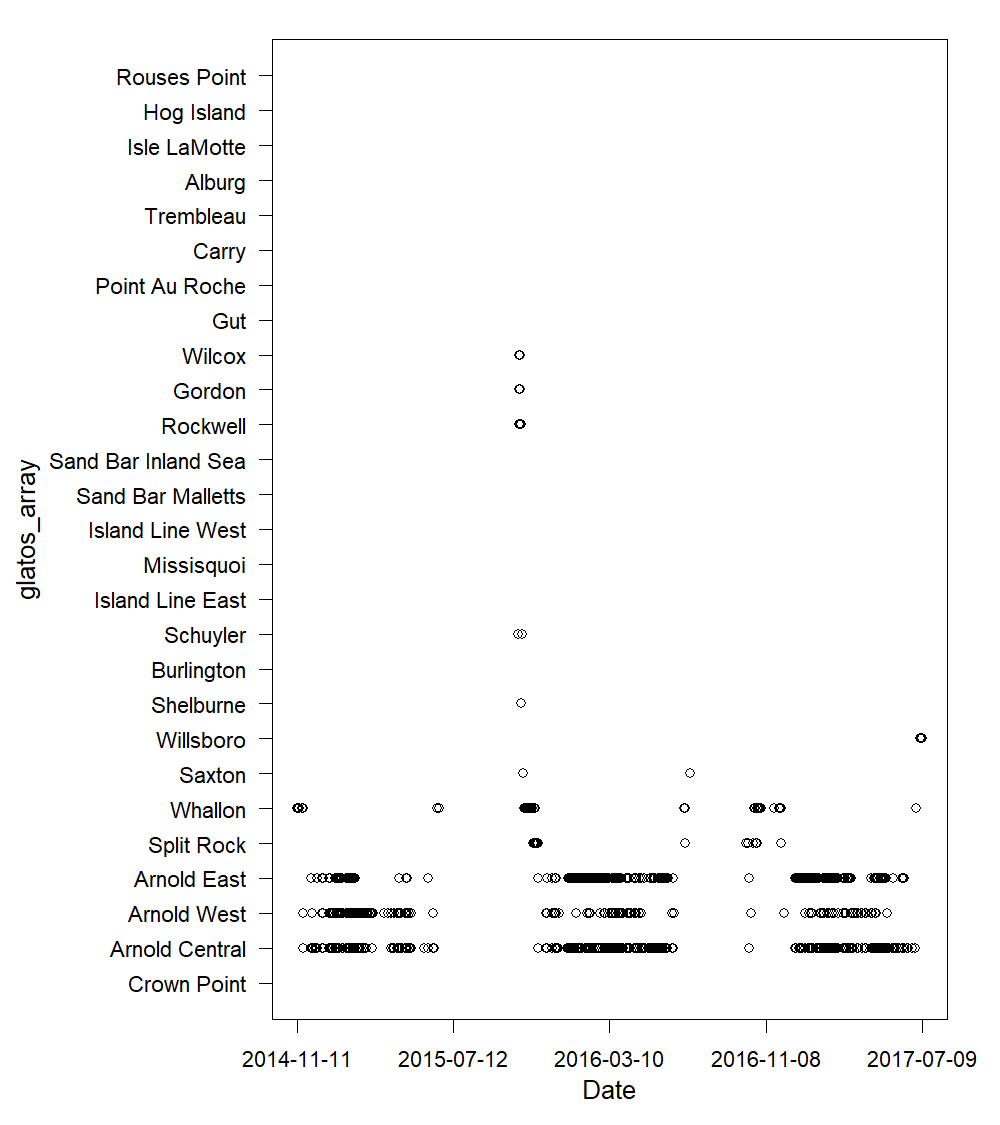 Rouses Point
Hog Island
Isle LaMotte
Alburg
Trembleau
Carry
Point Au Roche
Gut
Wilcox
Gordon
Rockwell
Sand Bar Inland Sea
Sand Bar Malletts
Island Line West
Missisquoi
Island Line East
Schuyler
Burlington
Shelburne
Willsboro
Saxton
Whallon
Split Rock
Arnold East
Arnold West
Arnold Central
Crown Point
glatos_array
2014-11-11 2015-07-12 2016-03-10 2016-11-08 2017-07-09
Date